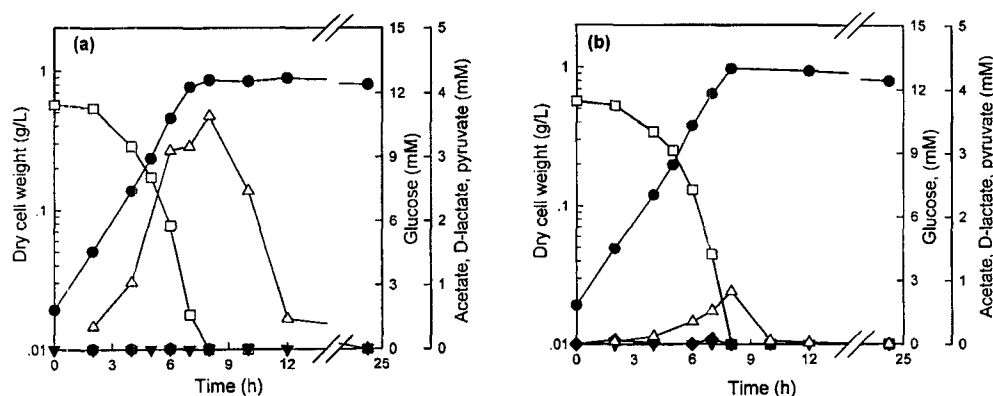 (a)
Dry cell weight (g/L)
1
.1
.01
0 3 6 9 12 25
Time (h)
15
12
9
6
3
0
Glucose (mM)
5
4
3
2
1
0
Acetate, D-lactate, pyruvate (mM)
(b)
Dry cell weight (g/L)
1
.1
.01
0 3 6 9 12 25
Time (h)
15
12
9
6
3
0
Glucose, (mM)
5
4
3
2
1
0
Acetate, D-lactate, pyruvate (mM)